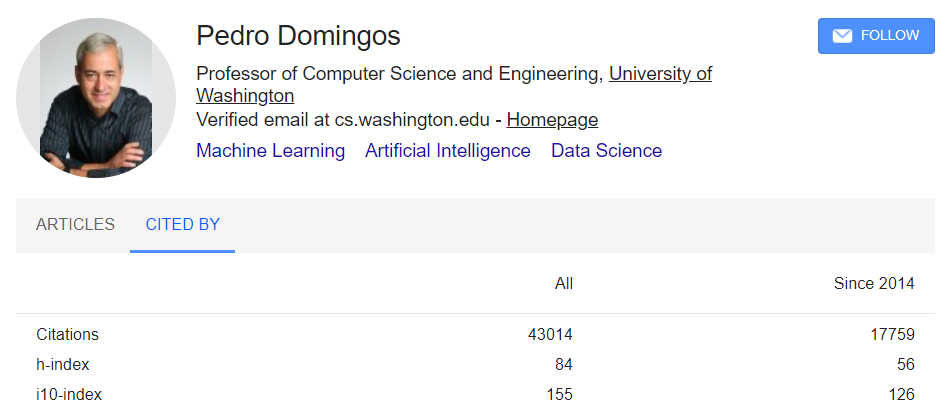 Pedro Domingos
FOLLOW
Professor of Computer Science and Engineering, University of
Washington
Verified email at cs.washington.edu - Homepage
Machine Learning Artificial Intelligence Data Science
ARTICLES CITED BY
All Since 2014
Citations 43014 17759
h-index 84 56
i10-index 155 126